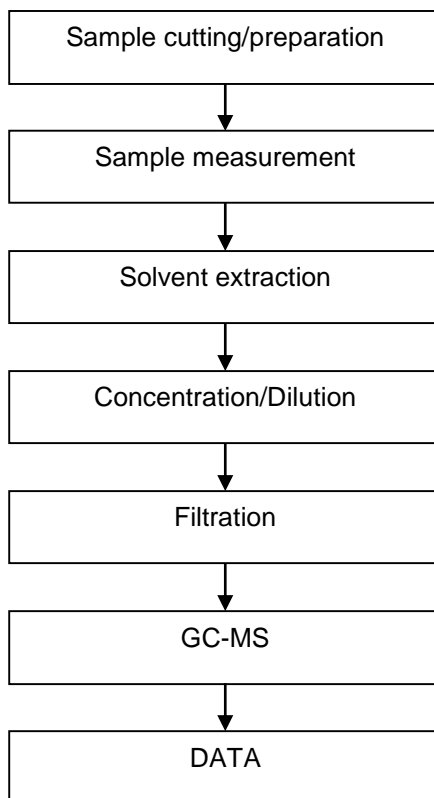 Sample cutting/preparation
Sample measurement
Solvent extraction
Concentration/Dilution
Filtration
GC-MS
DATA